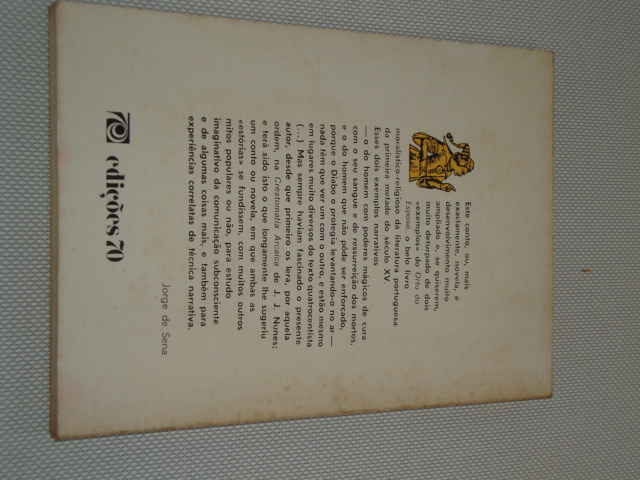 Este conto, ou, mais
exactamente, novela, é
desenvolvimento muito
ampliado e, se quiserem,
muito deturpado de dois
«exemplos» do Orto do
Esposo, o belo livro
moralístico-religioso da literatura portuguesa
da primeira metade do século XV.
Esses dois exemplos narrativos
— o do homem com poderes mágicos de cura
com o seu sangue e de ressurreição dos mortos,
e o do homem que não pôde ser enforcado,
porque o Diabo o protegia levantando-o no ar —
nada têm que ver um com o outro, e estão mesmo
em lugares muito diversos do texto quatrocentista
(...) Mas sempre haviam fascinado o presente
autor, desde que primeiro os lera, por aquela
ordem, na Crestomatia Arcaica de J. J. Nunes;
e terá sido isto o que longamente lhe sugeriu
um conto ou novela, em que ambas as
«estórias» se fundissem, com muitos outros
mitos populares ou não, para estudo
imaginativo da comunicação subconsciente
e de algumas coisas mais, e também para
experiências correlatas de técnica narrativa.
Jorge de Sena
edições 70